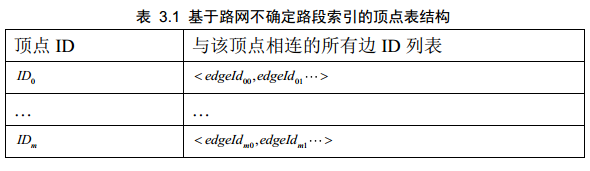 表 3.1 基于路网不确定路段索引的顶点表结构
顶点 ID 与该顶点相连的所有边 ID 列表
ID₀ <edgeId₀₀,edgeId₀₁⋯>
… …
IDₘ <edgeIdₘ₀,edgeIdₘ₁⋯>